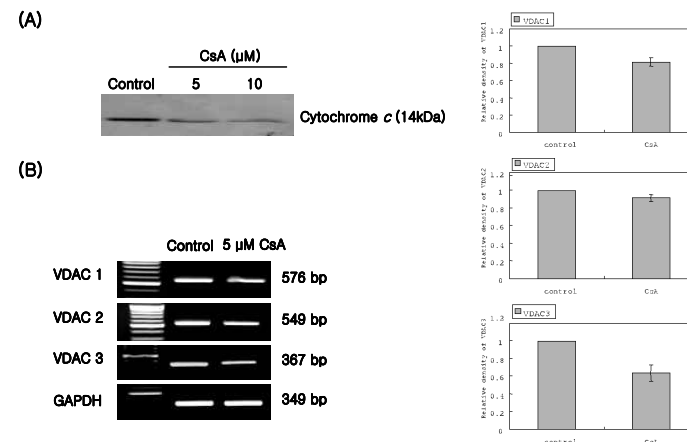 (A)
CsA (μM)
Control 5 10
Cytochrome c (14kDa)
(B)
Control 5 μM CsA
VDAC 1 576 bp
VDAC 2 549 bp
VDAC 3 367 bp
GAPDH 349 bp
VDAC1
Relative density of VDAC1
1.2
1
0.8
0.6
0.4
0.2
0
control CsA
VDAC2
Relative density of VDAC2
1.2
1
0.8
0.6
0.4
0.2
0
control CsA
VDAC3
Relative density of VDAC3
1.2
1
0.8
0.6
0.4
0.2
0
control CsA